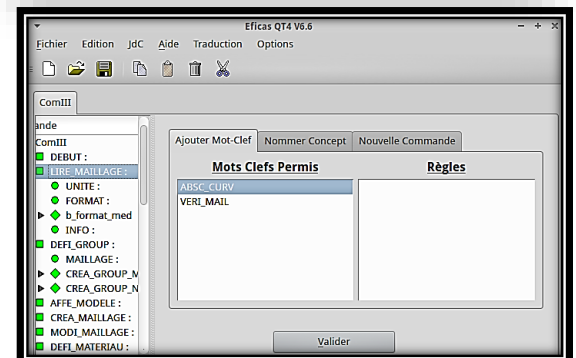 Eficas QT4 V6.6
Fichier Edition JdC Aide Traduction Options
ComIII
ande
ComIII
DEBUT :
LIRE_MAILLAGE :
UNITE :
FORMAT :
b_format_med
INFO :
DEFI_GROUP :
MAILLAGE :
CREA_GROUP_M
CREA_GROUP_N
AFFE_MODELE :
CREA_MAILLAGE :
MODI_MAILLAGE :
DEFI_MATERIAU :
Ajouter Mot-Clef Nommer Concept Nouvelle Commande
Mots Clefs Permis Règles
ABSC_CURV
VERI_MAIL
Valider